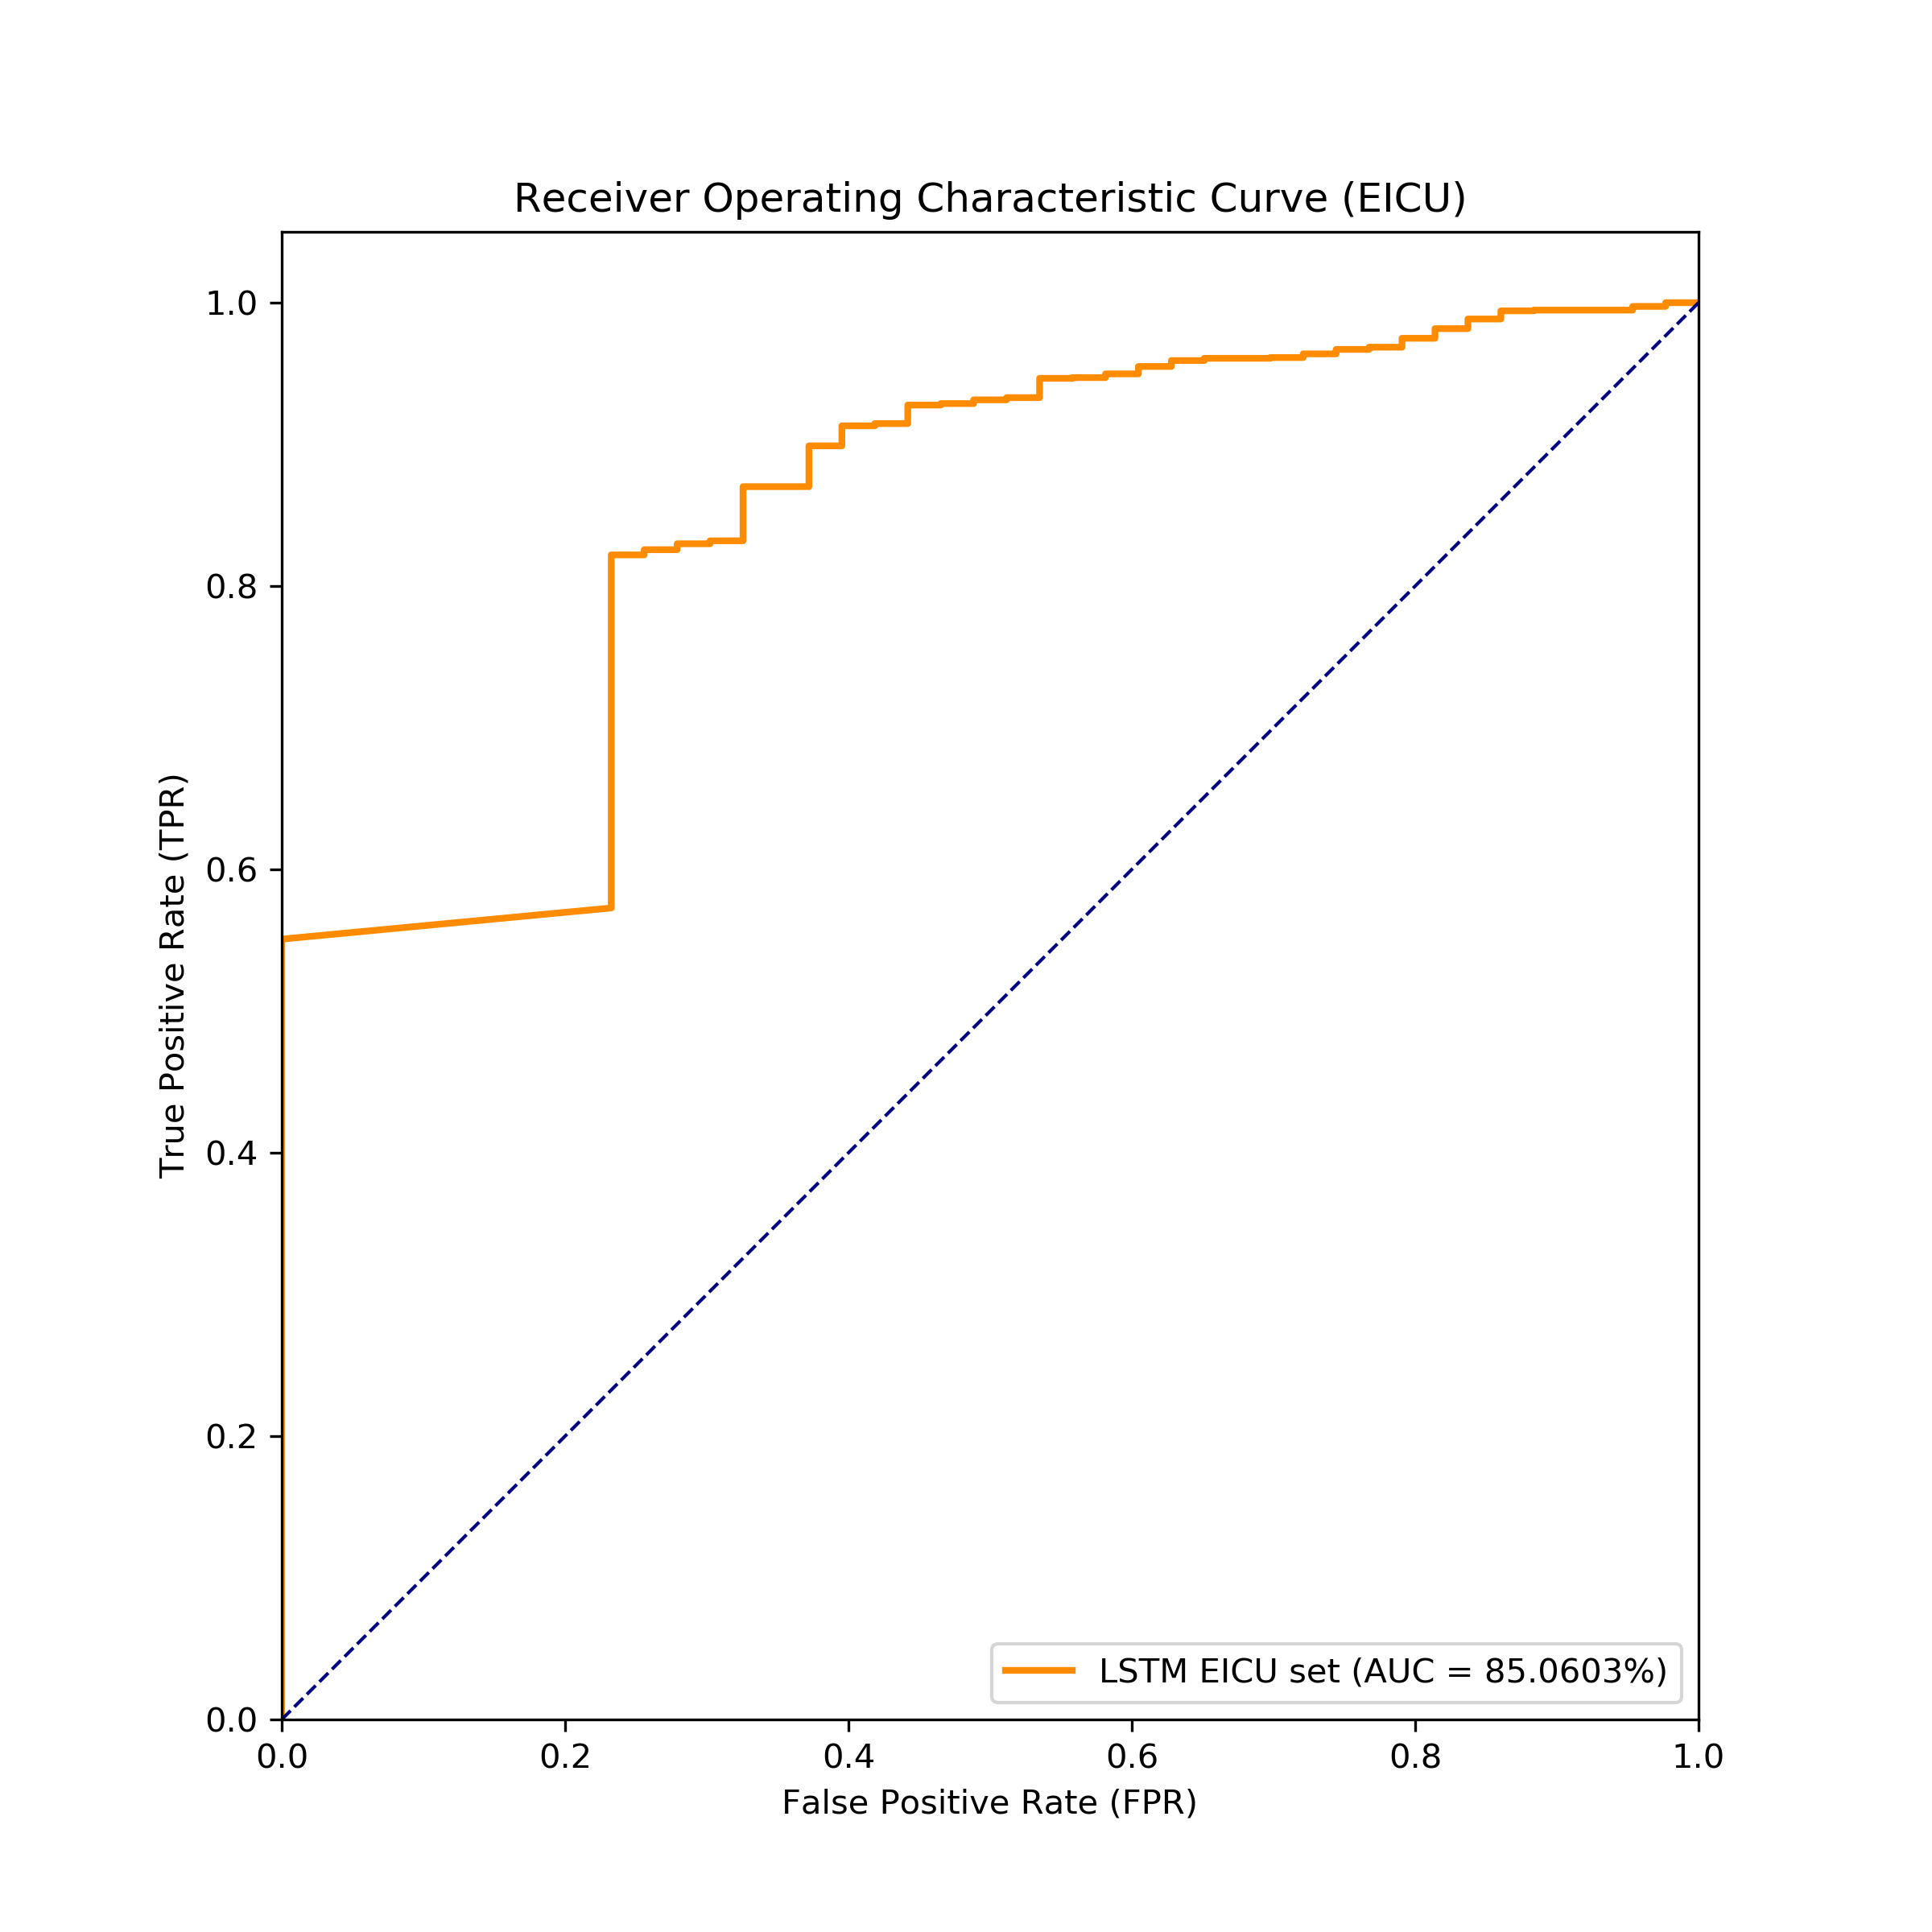 Receiver Operating Characteristic Curve (EICU)
1.0
0.8
0.6
0.4
0.2
0.0
True Positive Rate (TPR)
LSTM EICU set (AUC = 85.0603%)
0.0 0.2 0.4 0.6 0.8 1.0
False Positive Rate (FPR)